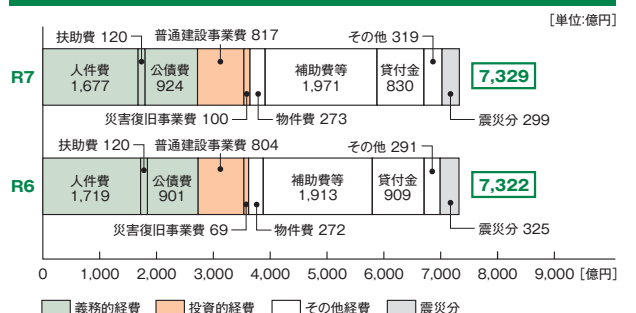 [単位:億円]
扶助費 120 普通建設事業費 817 その他 319
R7 人件費 1,677 公債費 924 補助費等 1,971 貸付金 830 7,329
災害復旧事業費 100 物件費 273 震災分 299
扶助費 120 普通建設事業費 804 その他 291
R6 人件費 1,719 公債費 901 補助費等 1,913 貸付金 909 7,322
災害復旧事業費 69 物件費 272 震災分 325
0 1,000 2,000 3,000 4,000 5,000 6,000 7,000 8,000 9,000 [億円]
義務的経費 投資的経費 その他経費 震災分